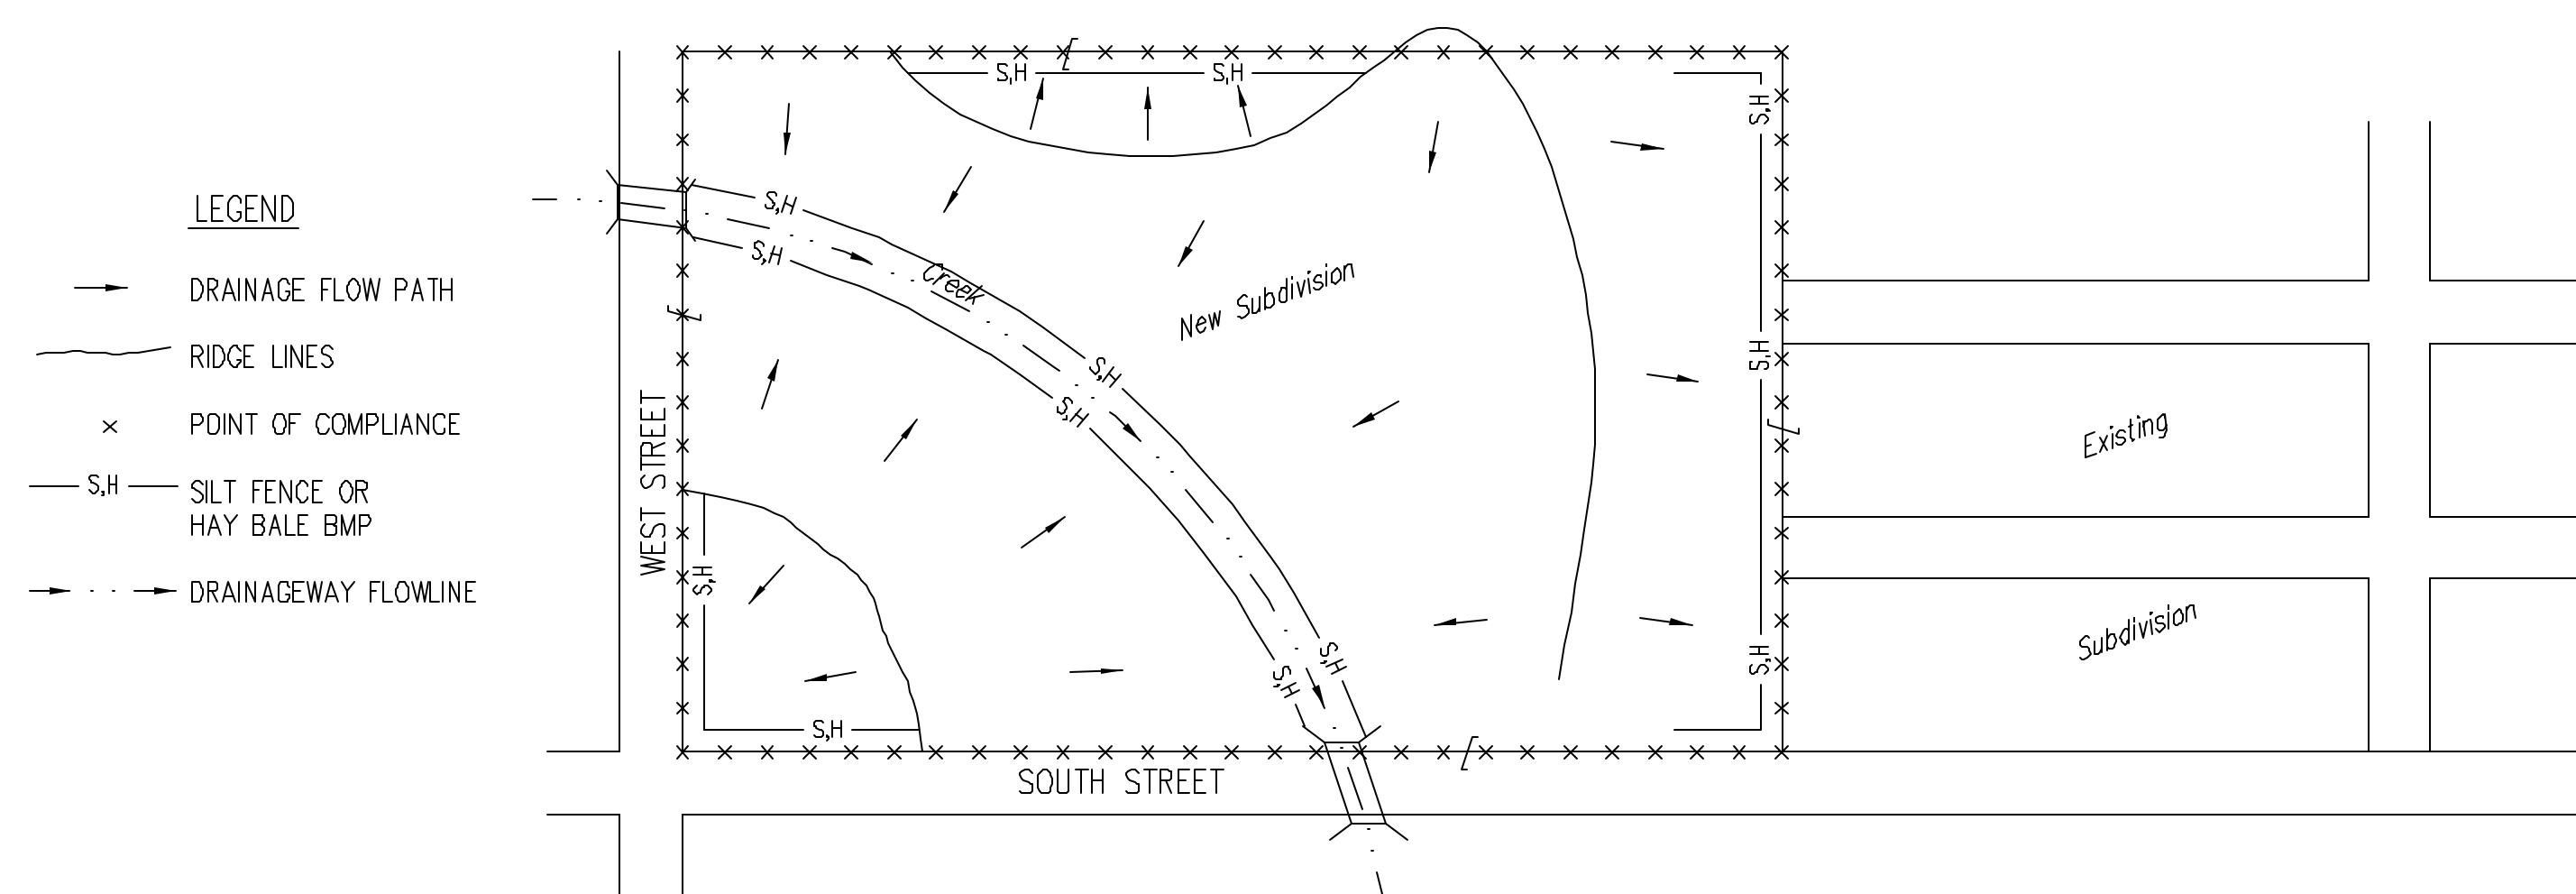 LEGEND
DRAINAGE FLOW PATH
RIDGE LINES
POINT OF COMPLIANCE
S,H
SILT FENCE OR
HAY BALE BMP
DRAINAGEWAY FLOWLINE
S,H
S,H
S,H
S,H
S,H
Creek
New Subdivision
S,H
S,H
S,H
WEST STREET
Existing
S,H
Subdivision
S,H
S,H
S,H
S,H
SOUTH STREET